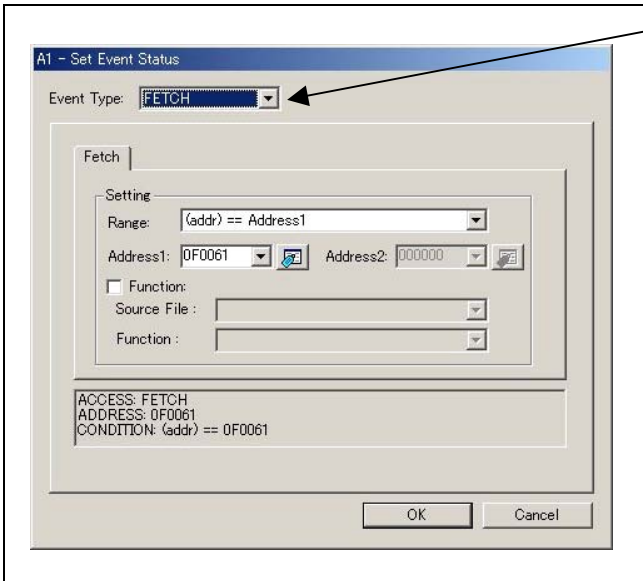 A1 - Set Event Status
Event Type: FETCH
Fetch
Setting
Range: (addr) == Address1
Address1: 0F0061 Address2: 000000
Function:
Source File :
Function :
ACCESS: FETCH
ADDRESS: 0F0061
CONDITION: (addr) == 0F0061
OK Cancel